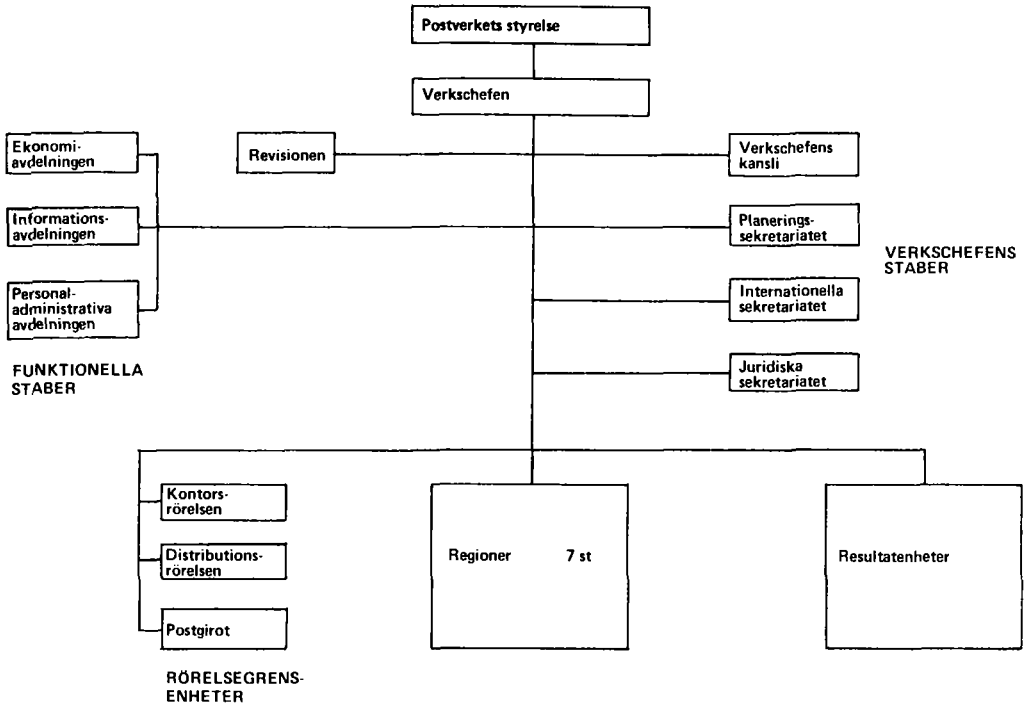 Postverkets styrelse
Verkschefen
Ekonomi-
avdelningen
Revisionen
Verkschefens
kansli
Informations-
avdelningen
Planerings-
sekretariatet
VERKSCHEFENS
STABER
Personal-
administrativa
avdelningen
Internationella
sekretariatet
FUNKTIONELLA
STABER
Juridiska
sekretariatet
Kontors-
rörelsen
Distributions-
rörelsen
Postgirot
RÖRELSEGRENS-
ENHETER
Regioner 7 st
Resultatenheter